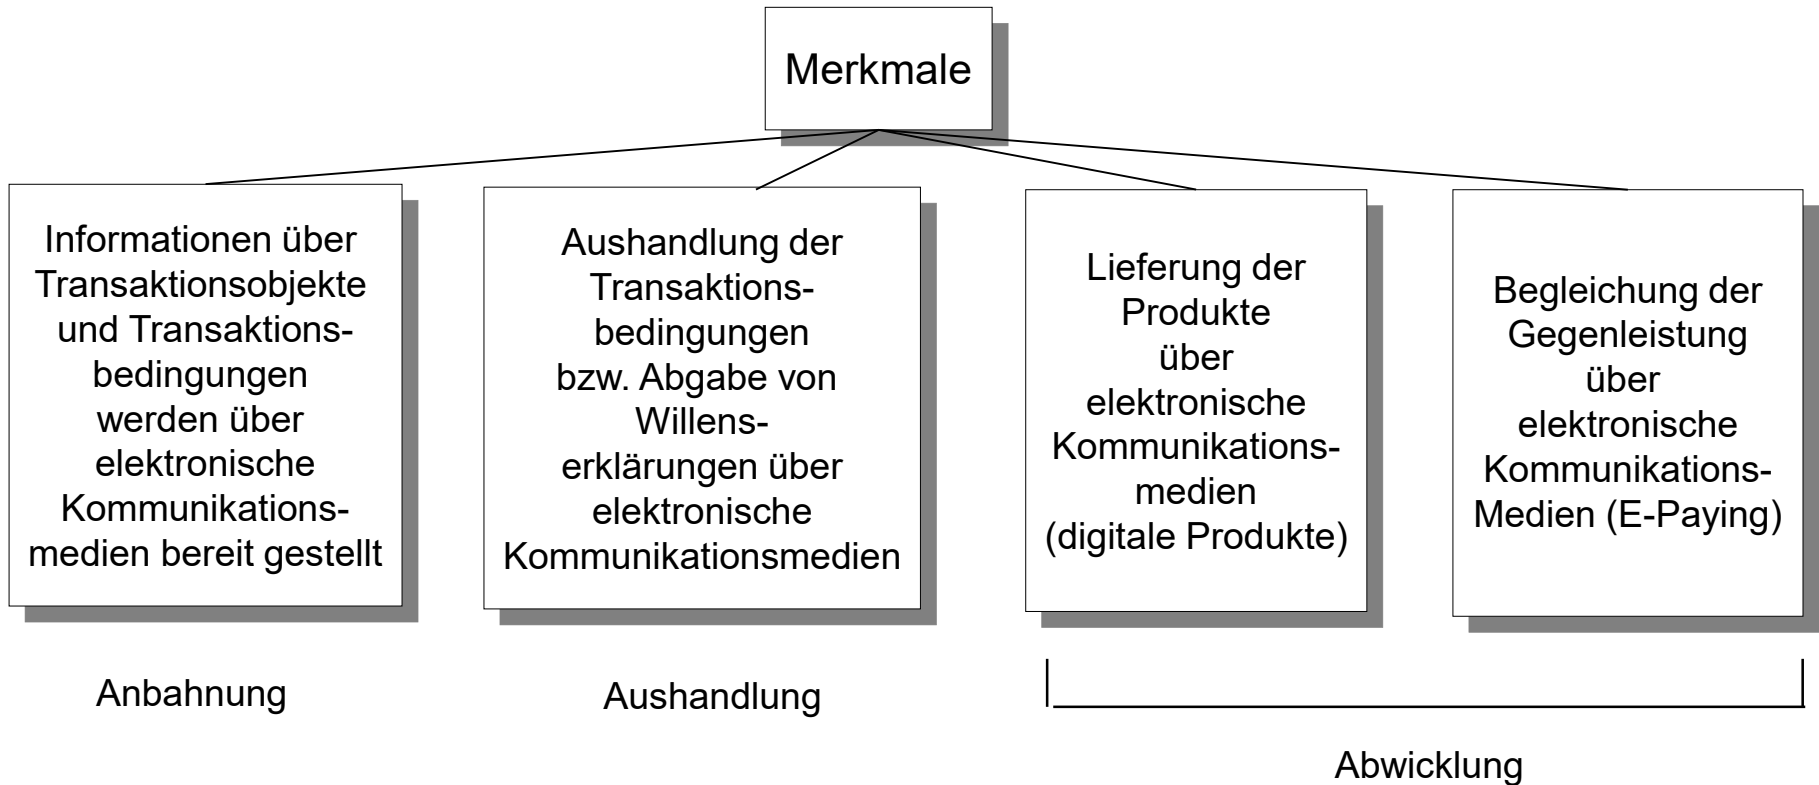 Merkmale
Informationen über
Transaktionsobjekte
und Transaktions-
bedingungen
werden über
elektronische
Kommunikations-
medien bereit gestellt
Aushandlung der
Transaktions-
bedingungen
bzw. Abgabe von
Willens-
erklärungen über
elektronische
Kommunikationsmedien
Lieferung der
Produkte
über
elektronische
Kommunikations-
medien
(digitale Produkte)
Begleichung der
Gegenleistung
über
elektronische
Kommunikations-
Medien (E-Paying)
Anbahnung
Aushandlung
Abwicklung